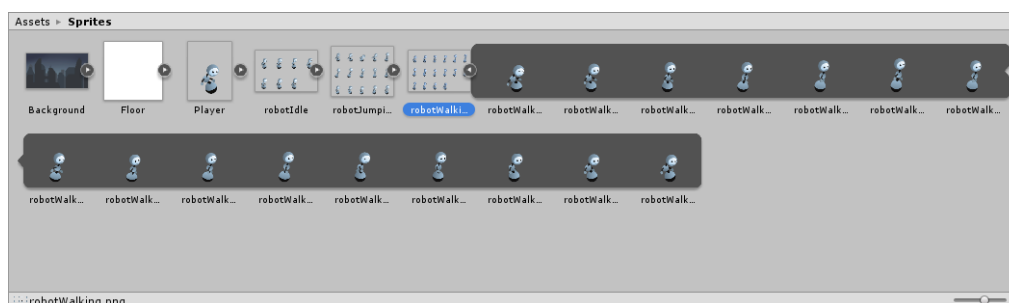 Assets ▸ Sprites
Background Floor Player robotIdle robotJumpi... robotWalki... robotWalk... robotWalk... robotWalk... robotWalk... robotWalk... robotWalk... robotWalk...
robotWalk... robotWalk... robotWalk... robotWalk... robotWalk... robotWalk... robotWalk... robotWalk... robotWalk...
robotWalking.png